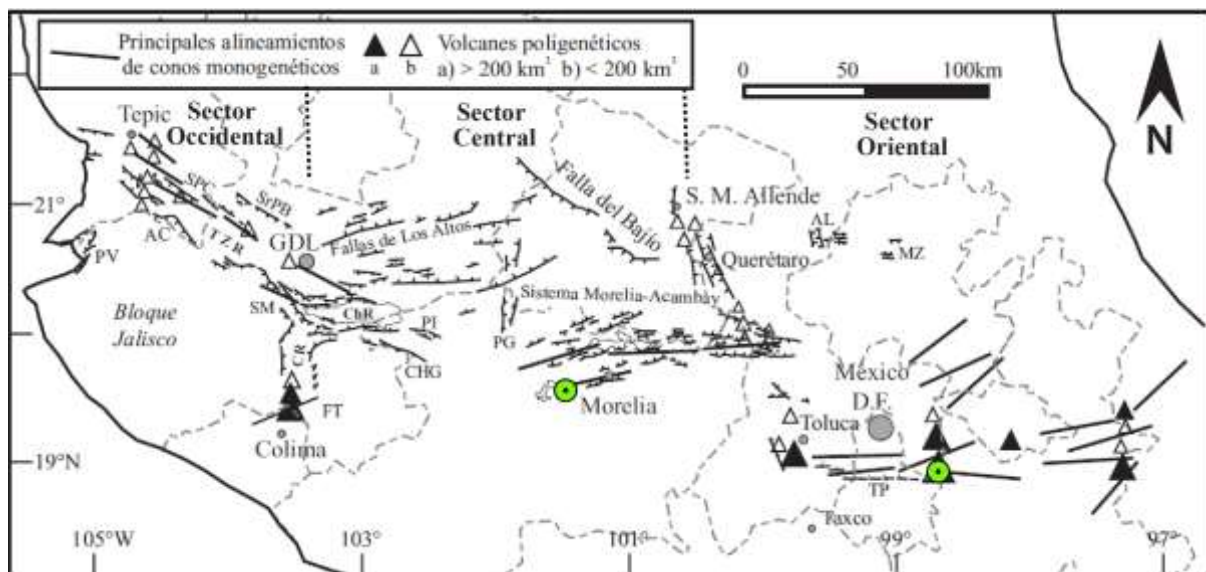 Principales alineamientos
de conos monogenéticos
a
b
Volcanes poligenéticos
a) > 200 km² b) < 200 km²
0 50 100km
N
Tepic
Sector
Occidental
Sector
Central
Sector
Oriental
21°
SPC
SrPB
Falla del Bajío
S. M. Allende
AL
PV
AC
TZR
GDL
Fallas de Los Altos
Querétaro
MZ
Bloque
Jalisco
SM
ChR
PI
Sistema Morelia-Acambay
PG
CR
CHG
Morelia
México
D.F.
FT
Toluca
Colima
19°N
TP
Taxco
105°W
103°
101°
99°
97°